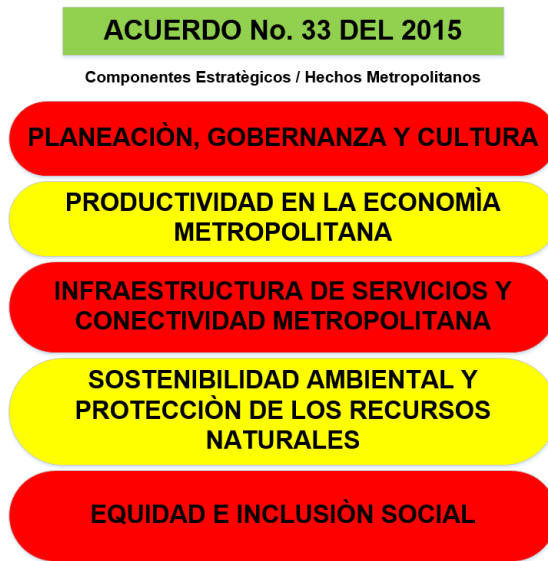 ACUERDO No. 33 DEL 2015
Componentes Estratègicos / Hechos Metropolitanos
PLANEACIÒN, GOBERNANZA Y CULTURA
PRODUCTIVIDAD EN LA ECONOMÌA
METROPOLITANA
INFRAESTRUCTURA DE SERVICIOS Y
CONECTIVIDAD METROPOLITANA
SOSTENIBILIDAD AMBIENTAL Y
PROTECCIÒN DE LOS RECURSOS
NATURALES
EQUIDAD E INCLUSIÒN SOCIAL